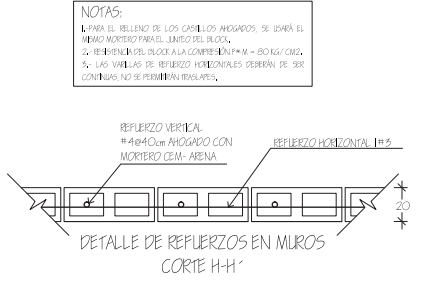 NOTAS:
1.-PARA EL RELLENO DE LOS CASTILLOS AHOGADOS, SE USARÁ EL
MISMO MORTERO PARA EL JUNTEO DEL BLOCK.
2.- RESISTENCIA DEL BLOCK A LA COMPRESIÓN F*M = 80 KG/CM2.
3.- LAS VARILLAS DE REFUERZO HORIZONTALES DEBERÁN DE SER
CONTINUAS, NO SE PERMITIRÁN TRASLAPES.
REFUERZO VERTICAL
#4@40cm AHOGADO CON
MORTERO CEM- ARENA
REFUERZO HORIZONTAL 1#3
20
DETALLE DE REFUERZOS EN MUROS
CORTE H-H´